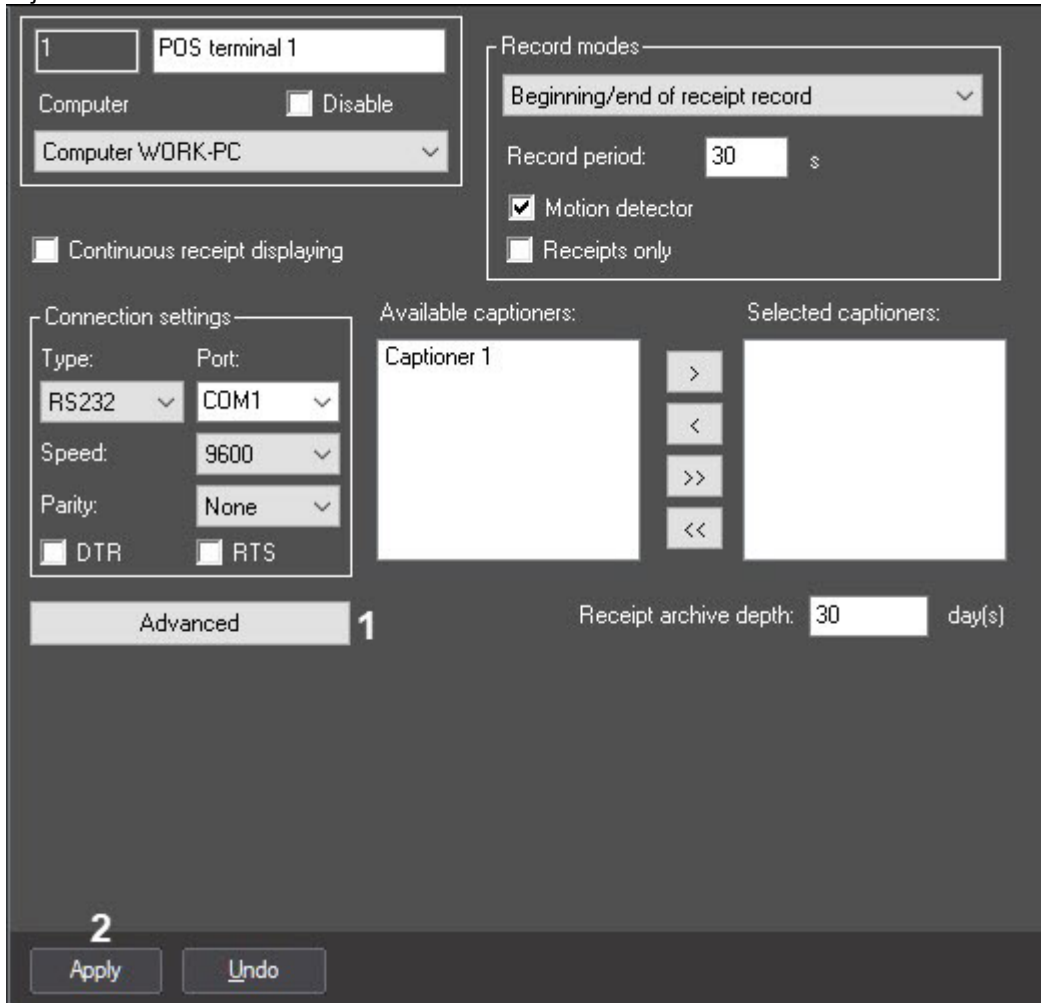 1
POS terminal 1
Computer
Disable
Computer WORK-PC
Continuous receipt displaying
Record modes
Beginning/end of receipt record
Record period: 30 s
Motion detector
Receipts only
Connection settings
Type: Port:
RS232 COM1
Speed: 9600
Parity: None
DTR RTS
Available captioners:
Captioner 1
>
<
>>
<<
Selected captioners:
Advanced 1
Receipt archive depth: 30 day(s)
2
Apply Undo